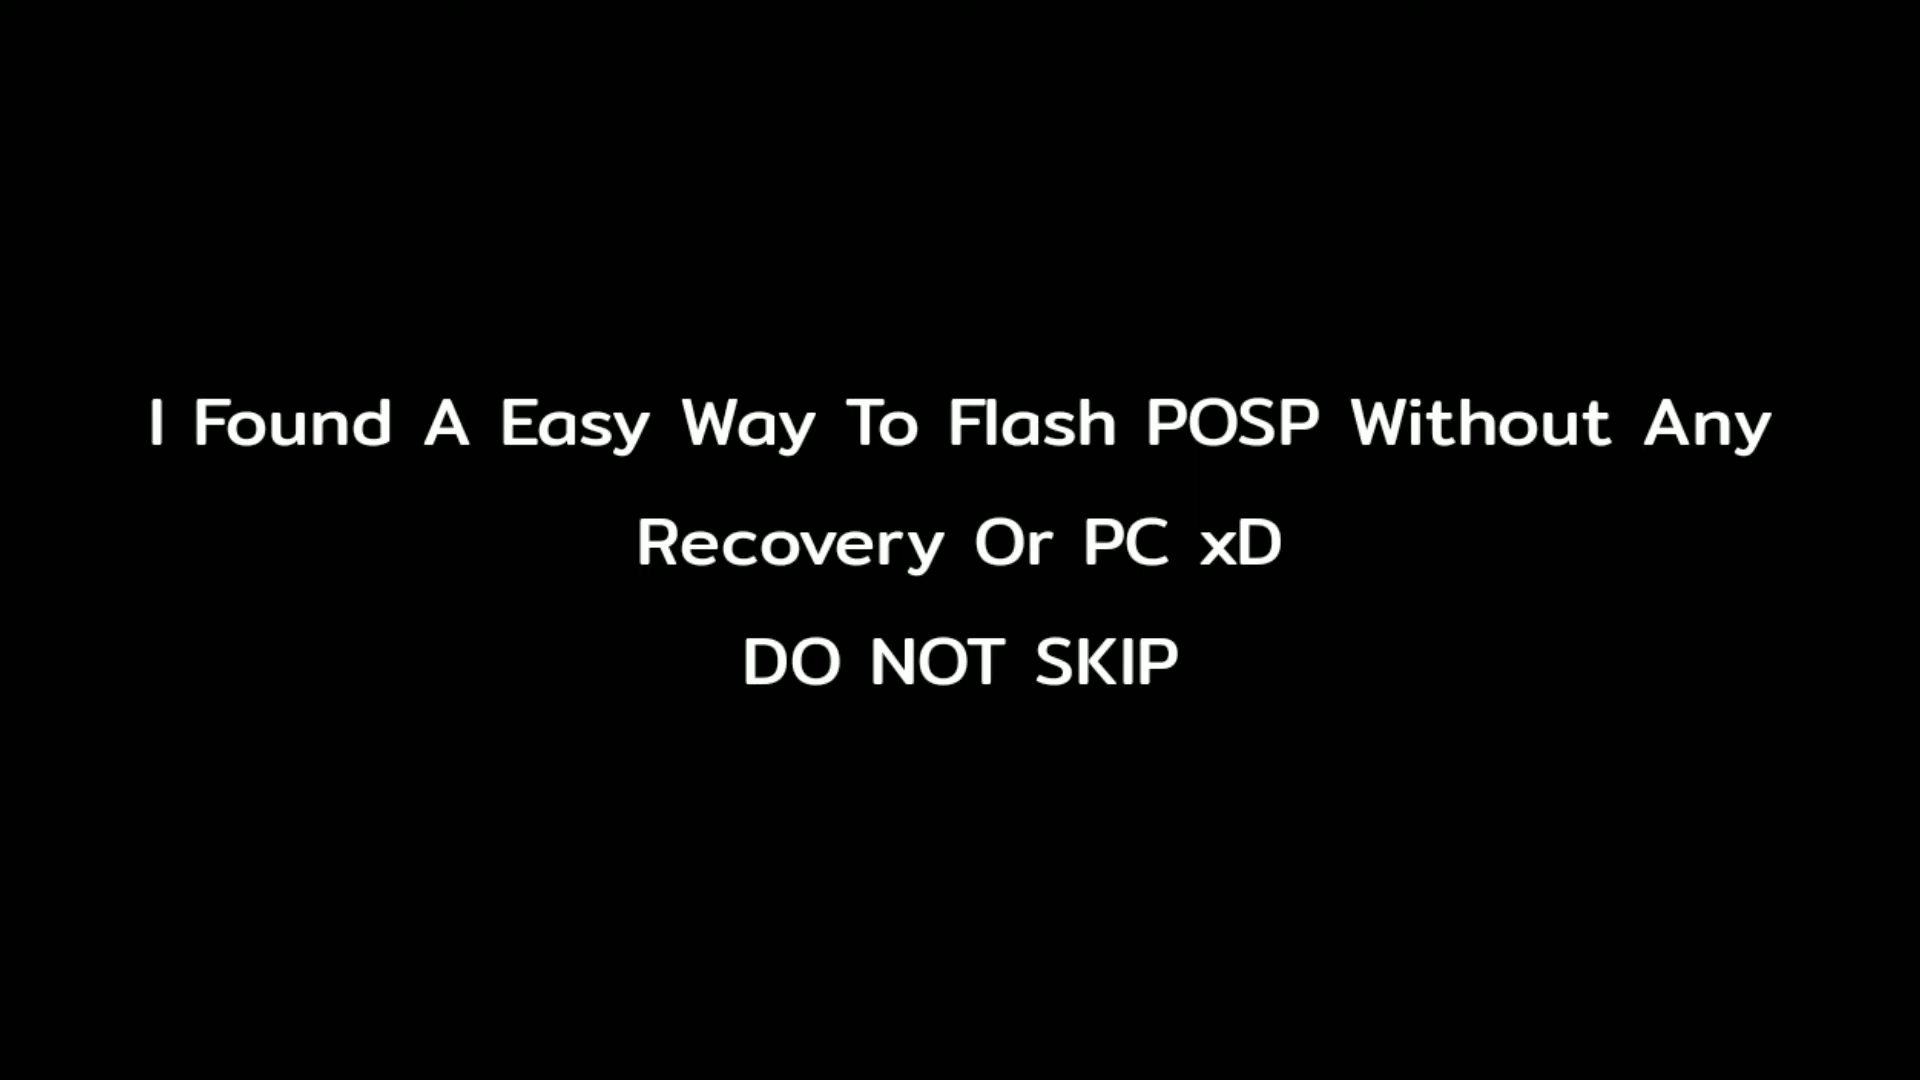 I Found A Easy Way To Flash POSP Without Any
Recovery Or PC xD
DO NOT SKIP